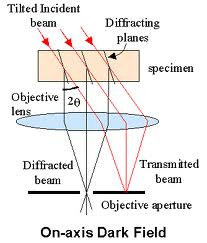 Tilted Incident
beam
Diffracting
planes
specimen
Objective
lens
2θ
Diffracted
beam
Transmitted
beam
Objective aperture
On-axis Dark Field